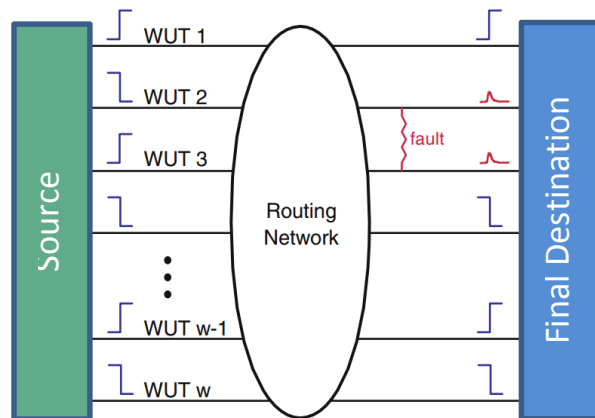 Source
WUT 1
WUT 2
WUT 3
WUT w-1
WUT w
Routing
Network
fault
Final Destination